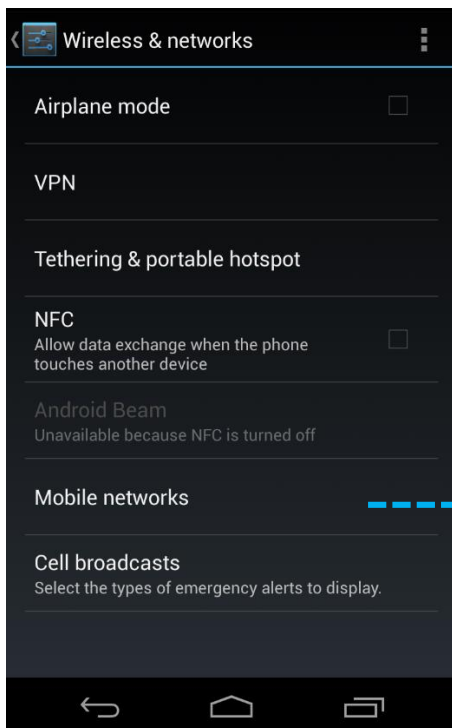 Wireless & networks
Airplane mode
VPN
Tethering & portable hotspot
NFC
Allow data exchange when the phone
touches another device
Android Beam
Unavailable because NFC is turned off
Mobile networks
Cell broadcasts
Select the types of emergency alerts to display.